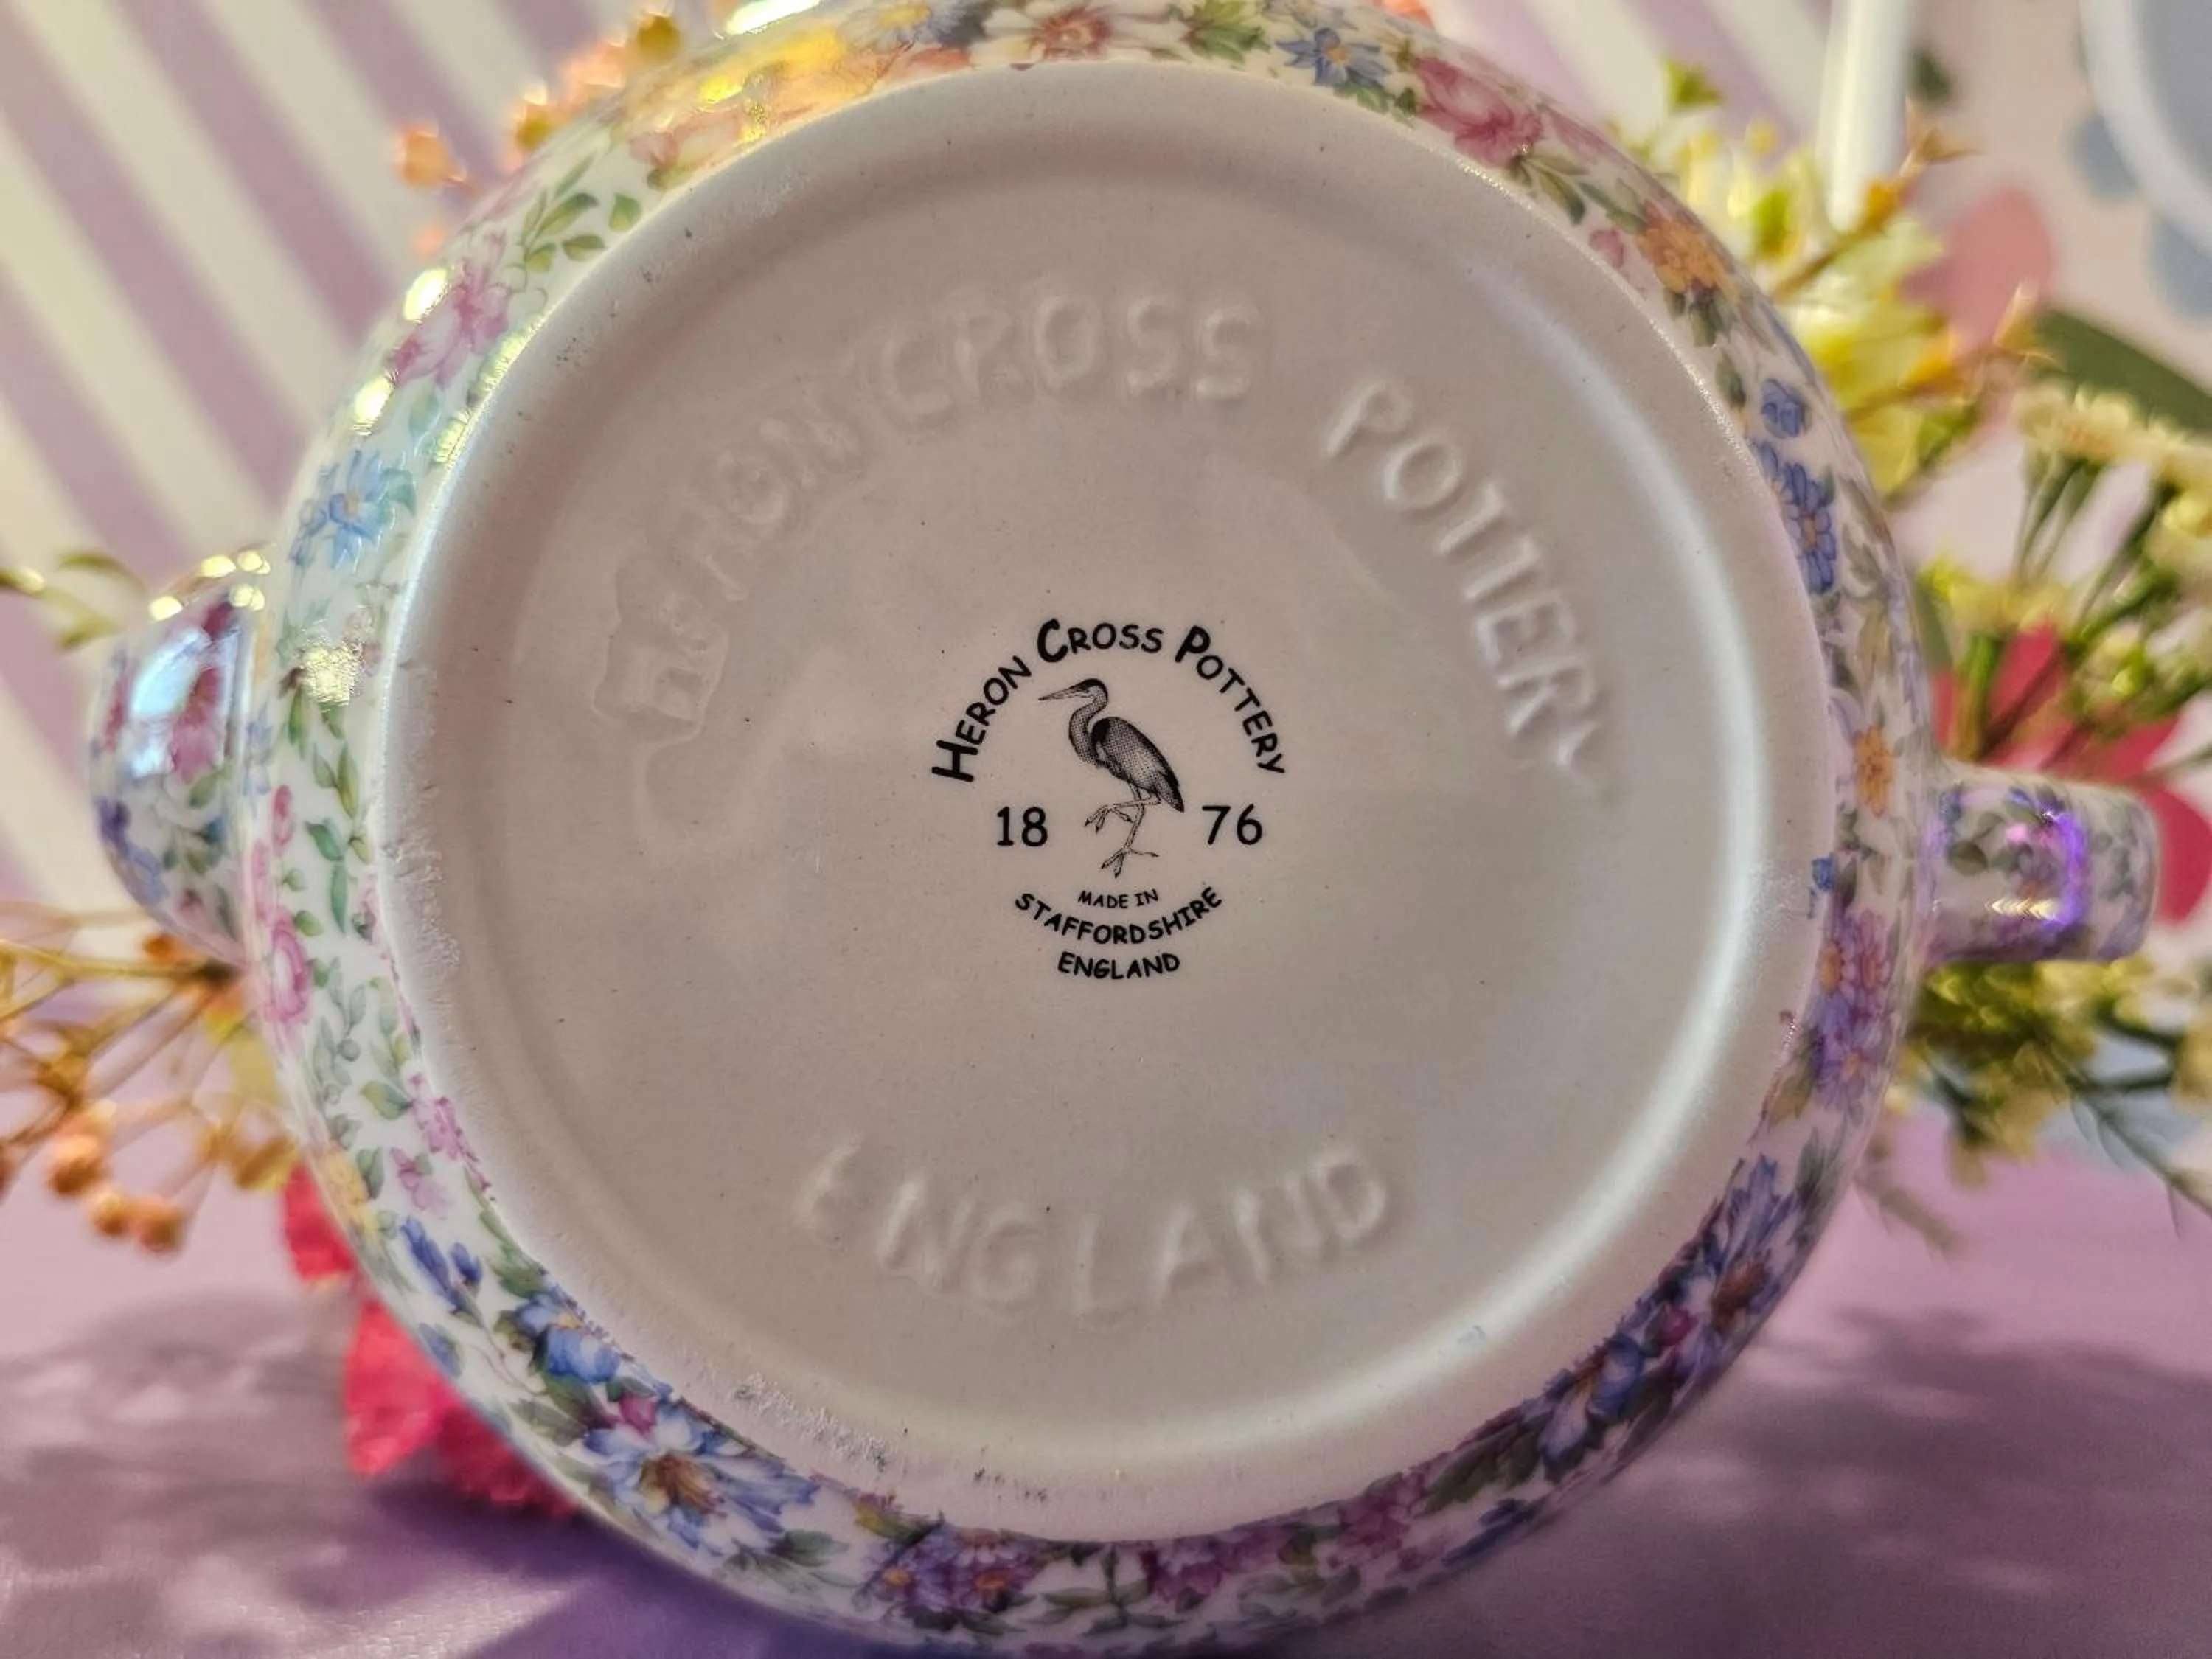 HERON CROSS POTTERY
HERON CROSS POTTERY
18 76
MADE IN
STAFFORDSHIRE
ENGLAND
ENGLAND